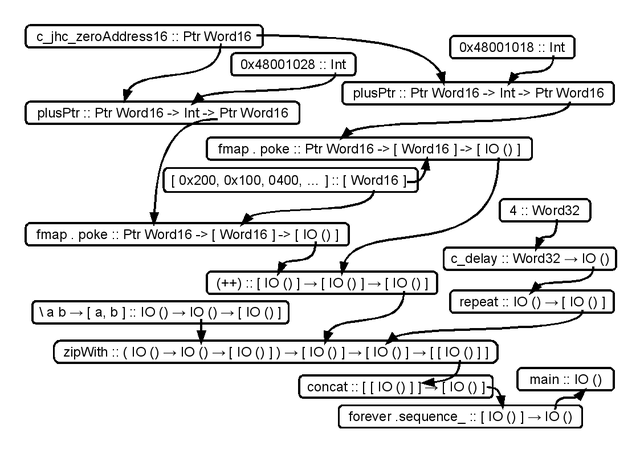 c_jhc_zeroAddress16 :: Ptr Word16
0x48001018 :: Int
0x48001028 :: Int
plusPtr :: Ptr Word16 -> Int -> Ptr Word16
plusPtr :: Ptr Word16 -> Int -> Ptr Word16
fmap . poke :: Ptr Word16 -> [ Word16 ] -> [ IO () ]
[ 0x200, 0x100, 0400, ... ] :: [ Word16 ]
4 :: Word32
fmap . poke :: Ptr Word16 -> [ Word16 ] -> [ IO () ]
c_delay :: Word32 → IO ()
(++) :: [ IO () ] → [ IO () ] → [ IO () ]
repeat :: IO () → [ IO () ]
\ a b → [ a, b ] :: IO () → IO () → [ IO () ]
zipWith :: ( IO () → IO () → [ IO () ] ) → [ IO () ] → [ IO () ] → [ [ IO () ] ]
main :: IO ()
concat :: [ [ IO () ] ] → [ IO () ]
forever .sequence_ :: [ IO () ] → IO ()